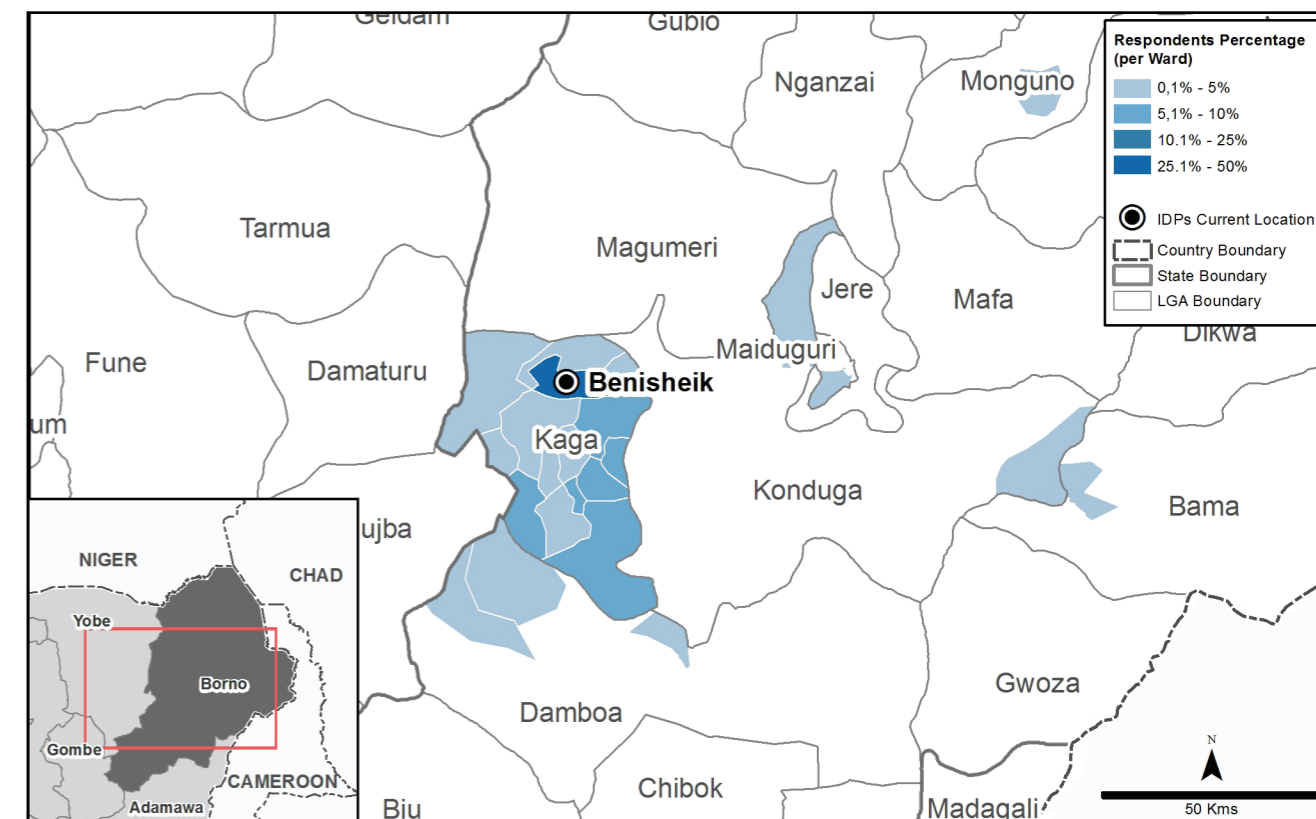 Geidam
Gubio
Nganzai
Monguno
Respondents Percentage
(per Ward)
0,1% - 5%
5,1% - 10%
10.1% - 25%
25.1% - 50%
IDPs Current Location
Country Boundary
State Boundary
LGA Boundary
Tarmua
Magumeri
Jere
Mafa
Dikwa
Fune
Damaturu
Maiduguri
Benisheik
um
Kaga
Konduga
Bama
ujba
NIGER
CHAD
Yobe
Borno
Gombe
CAMEROON
Adamawa
Gwoza
Damboa
Chibok
Biu
Madagali
N
50 Kms